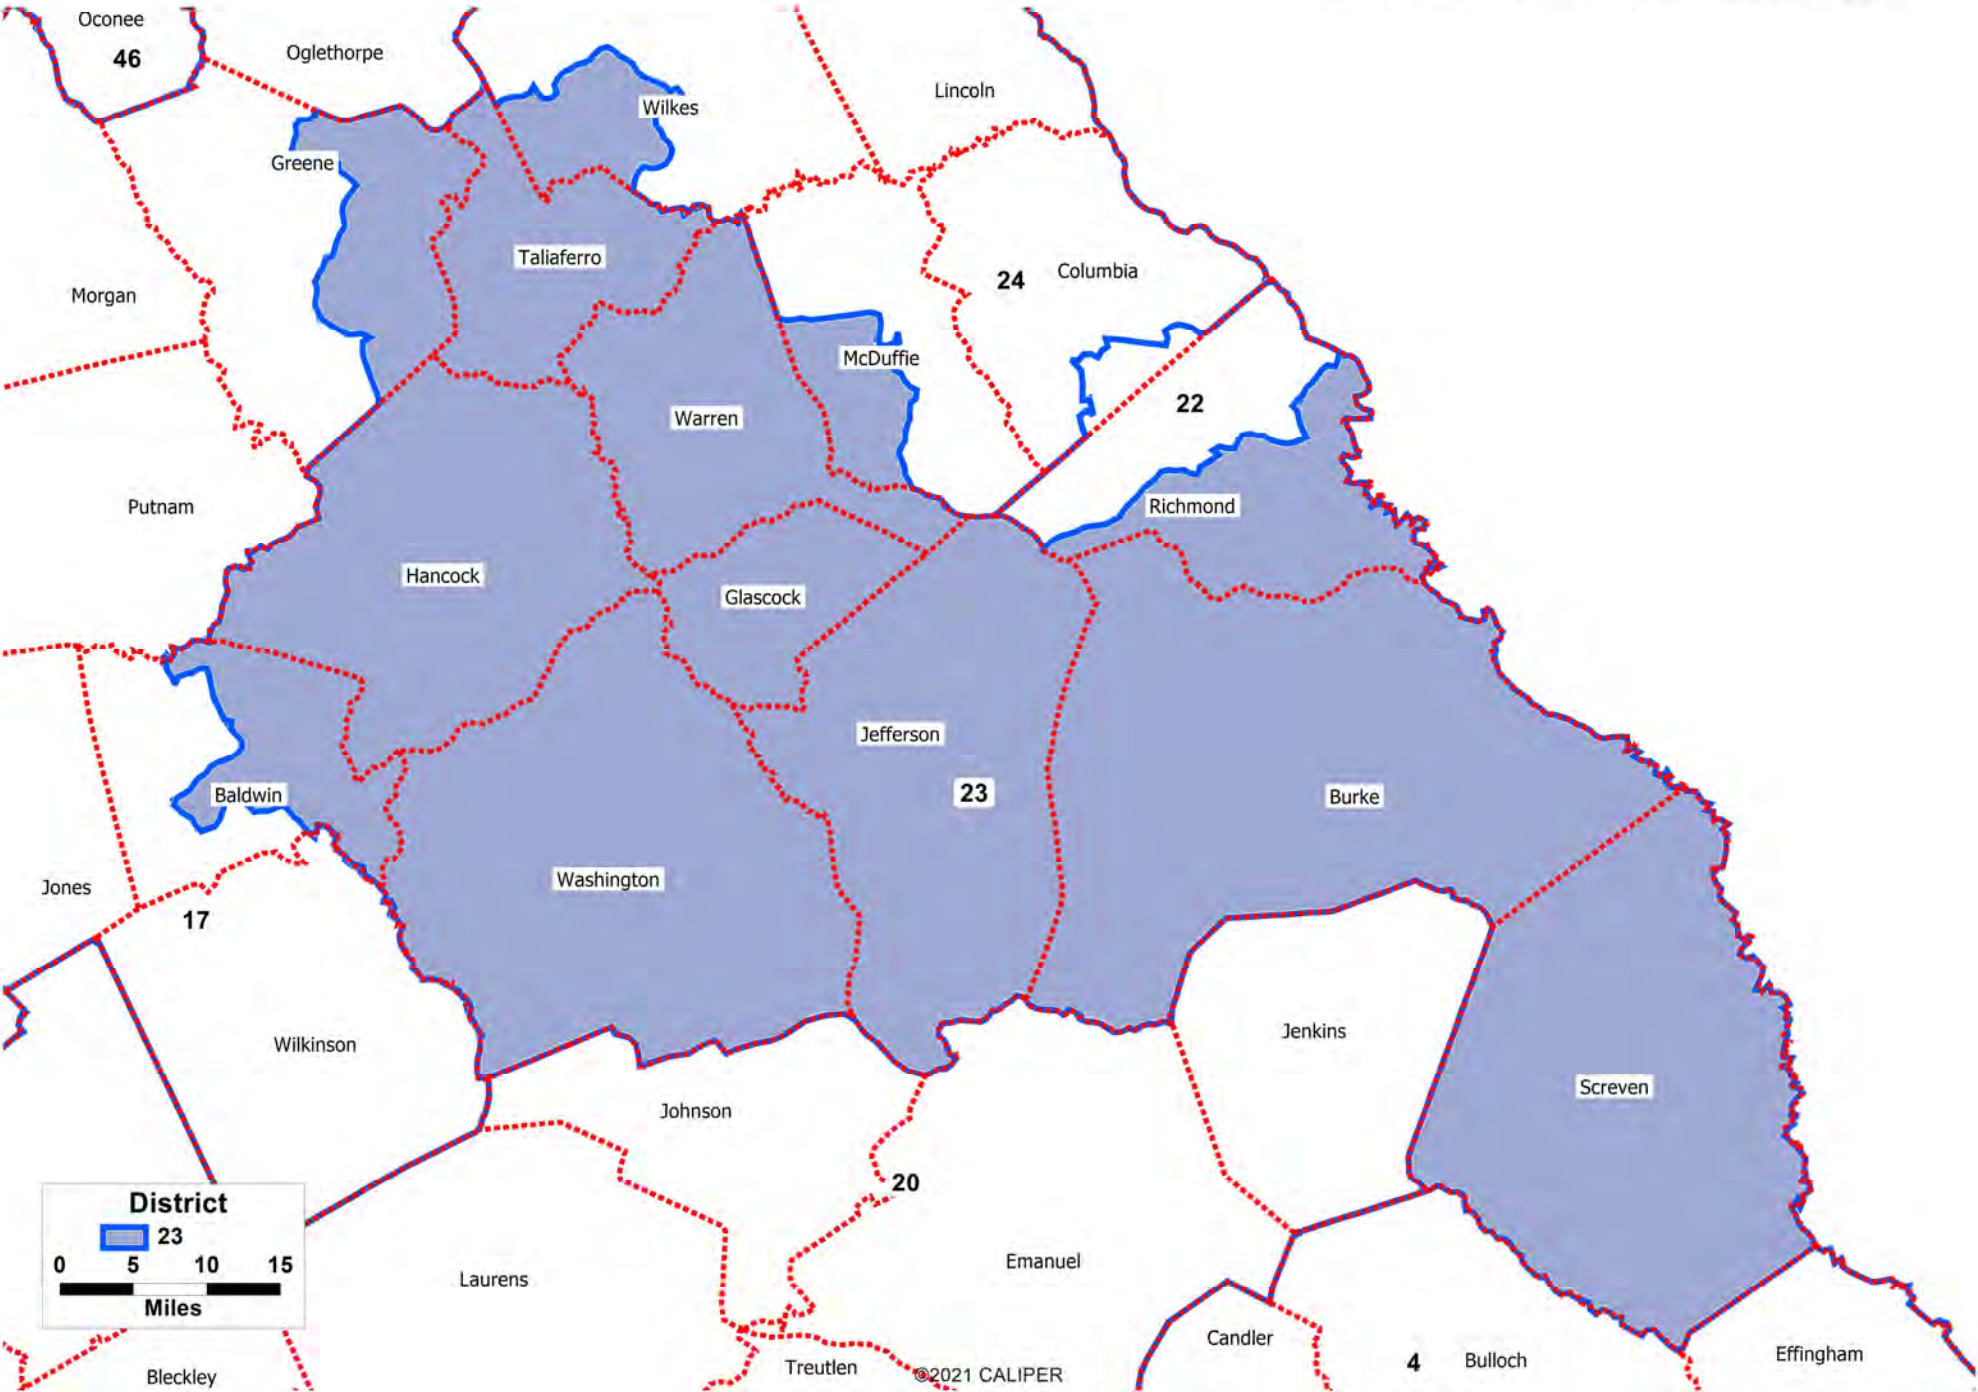 Oconee
46
Oglethorpe
Wilkes
Lincoln
Greene
Taliaferro
24
Columbia
Morgan
McDuffie
22
Warren
Putnam
Richmond
Hancock
Glascock
Jefferson
23
Baldwin
Burke
Washington
Jones
17
Wilkinson
Jenkins
Screven
Johnson
20
District
23
0 5 10 15
Miles
Laurens
Emanuel
Candler
4
Bulloch
Effingham
Bleckley
Treutlen
©2021 CALIPER